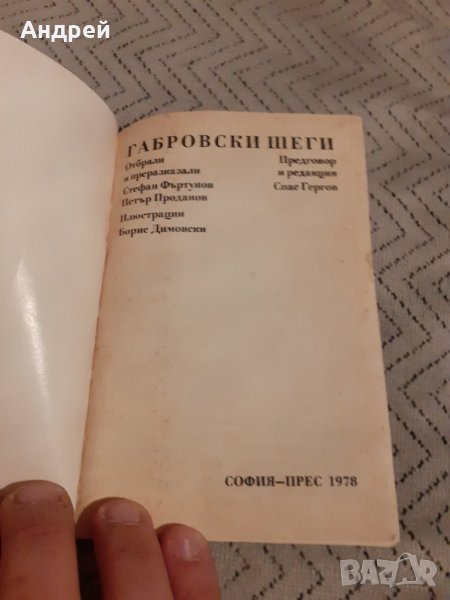 Андрей
ГАБРОВСКИ ШЕГИ
Отбрали
и преразказали
Стефан Фъртунов
Петър Проданов
Илюстрации
Борис Димовски
Предговор
и редакция
Спас Гергов
СОФИЯ—ПРЕС 1978
BAZAR